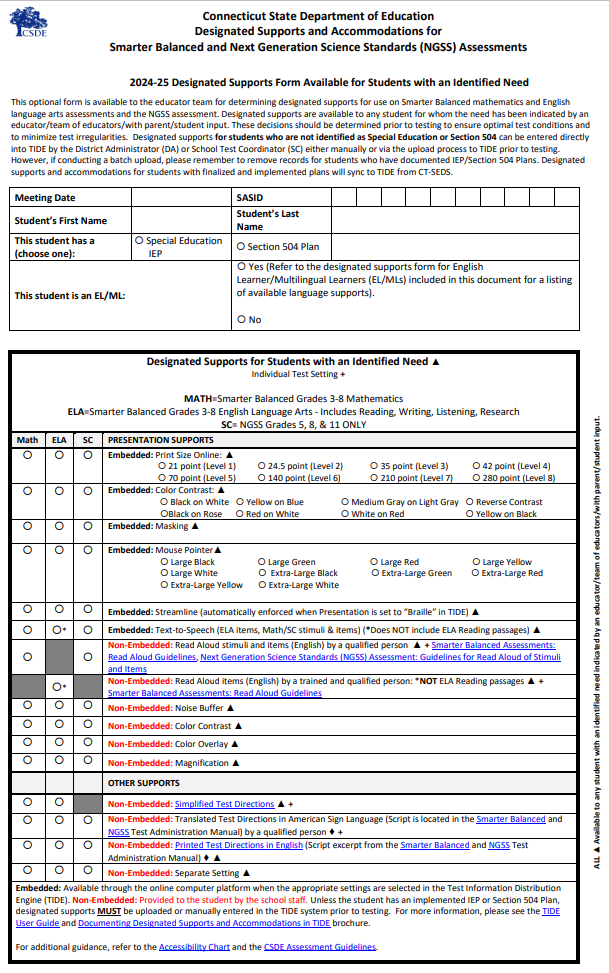 CSDE
Connecticut State Department of Education
Designated Supports and Accommodations for
Smarter Balanced and Next Generation Science Standards (NGSS) Assessments
2024-25 Designated Supports Form Available for Students with an Identified Need
This optional form is available to the educator team for determining designated supports for use on Smarter Balanced mathematics and English
language arts assessments and the NGSS assessment. Designated supports are available to any student for whom the need has been indicated by an
educator/team of educators/with parent/student input. These decisions should be determined prior to testing to ensure optimal test conditions and
to minimize test irregularities. Designated supports for students who are not identified as Special Education or Section 504 can be entered directly
into TIDE by the District Administrator (DA) or School Test Coordinator (SC) either manually or via the upload process to TIDE prior to testing.
However, if conducting a batch upload, please remember to remove records for students who have documented IEP/Section 504 Plans. Designated
supports and accommodations for students with finalized and implemented plans will sync to TIDE from CT-SEDS.
Meeting Date SASID
Student's First Name Student's Last
Name
This student has a
(choose one): ○ Special Education
IEP ○ Section 504 Plan
This student is an EL/ML: ○ Yes (Refer to the designated supports form for English
Learner/Multilingual Learners (EL/MLs) included in this document for a listing
of available language supports).
○ No
Designated Supports for Students with an Identified Need ▲
Individual Test Setting +
MATH=Smarter Balanced Grades 3-8 Mathematics
ELA=Smarter Balanced Grades 3-8 English Language Arts - Includes Reading, Writing, Listening, Research
SC= NGSS Grades 5, 8, & 11 ONLY
Math ELA SC PRESENTATION SUPPORTS
○ ○ ○ Embedded: Print Size Online: ▲
○ 21 point (Level 1) ○ 24.5 point (Level 2) ○ 35 point (Level 3) ○ 42 point (Level 4)
○ 70 point (Level 5) ○ 140 point (Level 6) ○ 210 point (Level 7) ○ 280 point (Level 8)
○ ○ ○ Embedded: Color Contrast: ▲
○ Black on White ○ Yellow on Blue ○ Medium Gray on Light Gray ○ Reverse Contrast
○ Black on Rose ○ Red on White ○ White on Red ○ Yellow on Black
○ ○ ○ Embedded: Masking ▲
○ ○ ○ Embedded: Mouse Pointer▲
○ Large Black ○ Large Green ○ Large Red ○ Large Yellow
○ Large White ○ Extra-Large Black ○ Extra-Large Green ○ Extra-Large Red
○ Extra-Large Yellow ○ Extra-Large White
○ ○ ○ Embedded: Streamline (automatically enforced when Presentation is set to "Braille" in TIDE) ▲
○ ○* ○ Embedded: Text-to-Speech (ELA items, Math/SC stimuli & items) (*Does NOT include ELA Reading passages) ▲
○ ○ Non-Embedded: Read Aloud stimuli and items (English) by a qualified person ▲ + Smarter Balanced Assessments:
Read Aloud Guidelines, Next Generation Science Standards (NGSS) Assessment: Guidelines for Read Aloud of Stimuli
and Items
○* Non-Embedded: Read Aloud items (English) by a trained and qualified person: *NOT ELA Reading passages ▲ +
Smarter Balanced Assessments: Read Aloud Guidelines
○ ○ ○ Non-Embedded: Noise Buffer ▲
○ ○ ○ Non-Embedded: Color Contrast ▲
○ ○ ○ Non-Embedded: Color Overlay ▲
○ ○ ○ Non-Embedded: Magnification ▲
OTHER SUPPORTS
○ ○ Non-Embedded: Simplified Test Directions ▲ +
○ ○ ○ Non-Embedded: Translated Test Directions in American Sign Language (Script is located in the Smarter Balanced and
NGSS Test Administration Manual) by a qualified person ♦ +
○ ○ ○ Non-Embedded: Printed Test Directions in English (Script excerpt from the Smarter Balanced and NGSS Test
Administration Manual) ♦ ▲
○ ○ ○ Non-Embedded: Separate Setting ▲
Embedded: Available through the online computer platform when the appropriate settings are selected in the Test Information Distribution
Engine (TIDE). Non-Embedded: Provided to the student by the school staff. Unless the student has an implemented IEP or Section 504 Plan,
designated supports MUST be uploaded or manually entered in the TIDE system prior to testing. For more information, please see the TIDE
User Guide and Documenting Designated Supports and Accommodations in TIDE brochure.
For additional guidance, refer to the Accessibility Chart and the CSDE Assessment Guidelines.
ALL ▲ Available to any student with an identified need indicated by an educator/team of educators/with parent/student input.